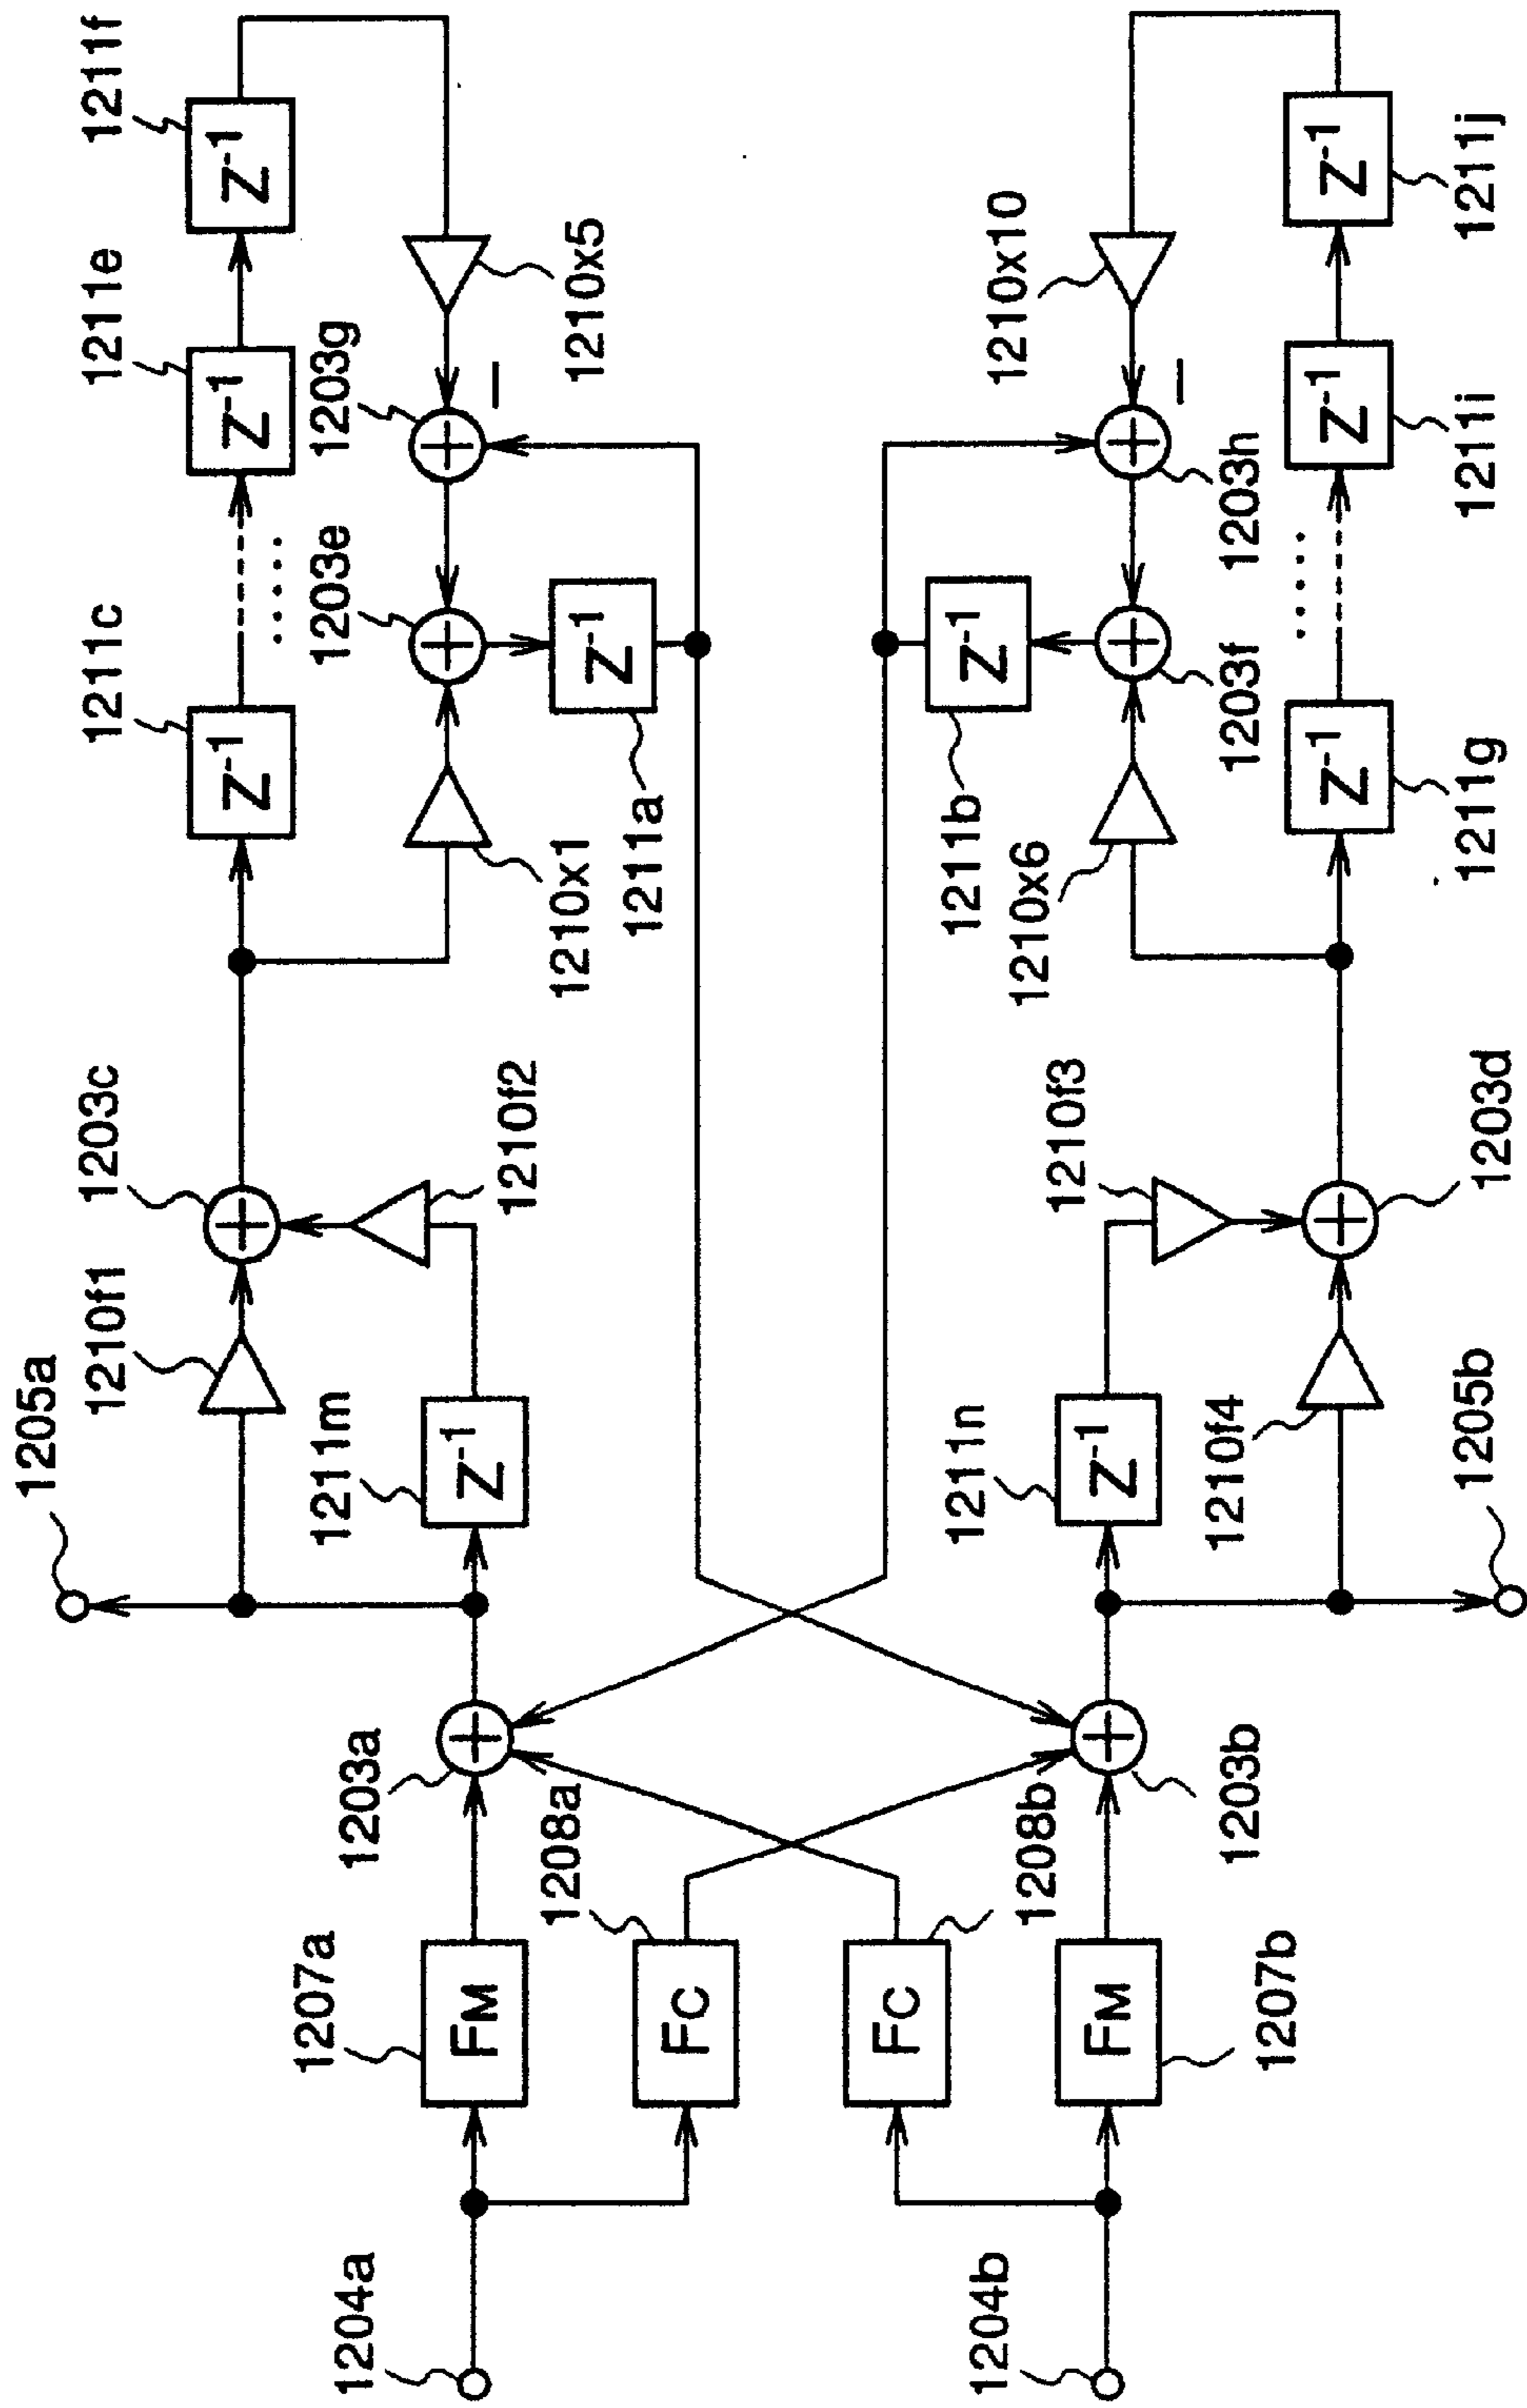 1205a
1210f1
1203c
1211c
1211e
1211f
Z-1
.....
Z-1
Z-1
1204a
1207a
1203a
1211m
1203e
1203g
FM
Z-1
1210f2
−
1208a
1210x1
1210x5
Z-1
1211a
FC
FC
1211b
Z-1
1204b
1208b
1211n
1210f3
1210x6
1210x10
FM
Z-1
−
1207b
1203b
1210f4
1203f
1203h
.....
Z-1
Z-1
Z-1
1205b
1203d
1211g
1211i
1211j